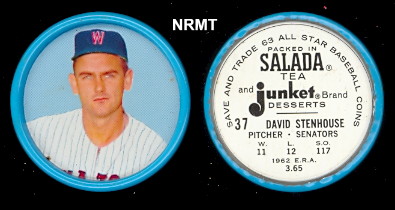 NRMT
W
SAVE AND TRADE 63 ALL STAR BASEBALL COINS
PACKED IN
SALADA®
TEA
and Junket® Brand
DESSERTS
37 DAVID STENHOUSE
PITCHER - SENATORS
W. L. SO.
11 12 117
1962 E.R.A.
3.65